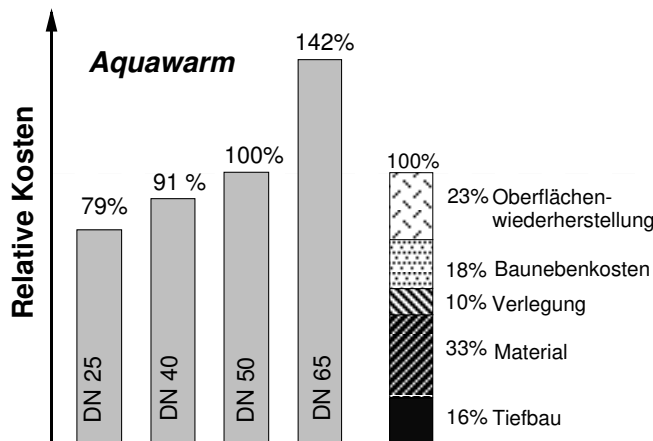 Relative Kosten
Aquawarm
79%
91 %
100%
142%
DN 25
DN 40
DN 50
DN 65
100%
23% Oberflächen-
wiederherstellung
18% Baunebenkosten
10% Verlegung
33% Material
16% Tiefbau